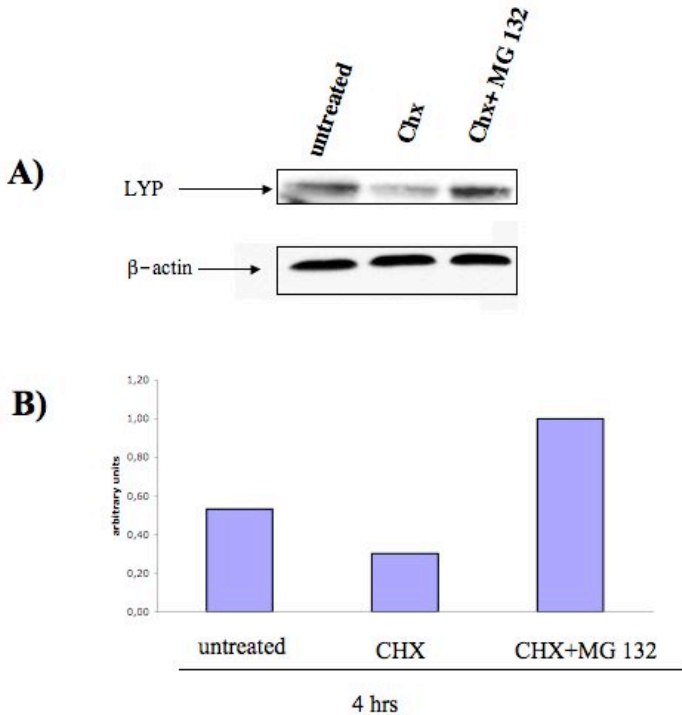 untreated
Chx
Chx+ MG 132
A)
LYP
β-actin
B)
arbitrary units
1,20
1,00
0,80
0,60
0,40
0,20
0,00
untreated
CHX
CHX+MG 132
4 hrs